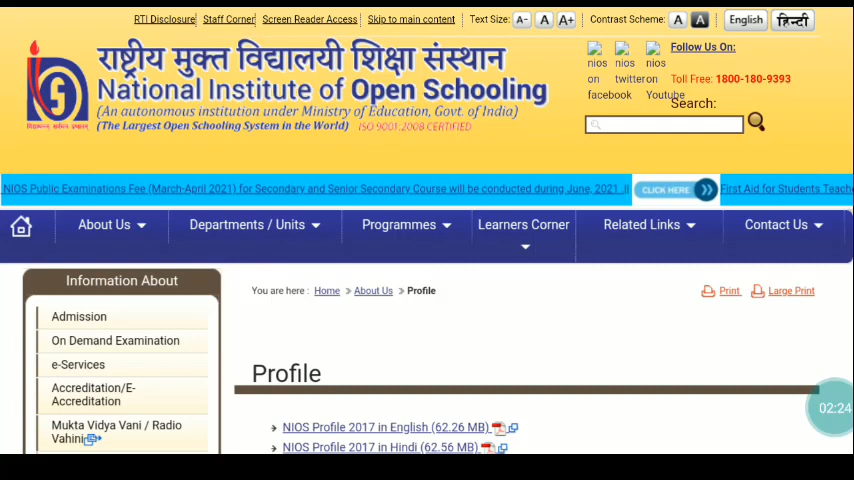 RTI Disclosure Staff Corner Screen Reader Access Skip to main content Text Size: A- A A+ Contrast Scheme: A A English हिन्दी
राष्ट्रीय मुक्त विद्यालयी शिक्षा संस्थान
National Institute of Open Schooling
(An autonomous institution under Ministry of Education, Govt. of India)
(The Largest Open Schooling System in the World) ISO 9001:2008 CERTIFIED
nios on facebook
nios on twitter
nios on Youtube
Follow Us On:
Toll Free: 1800-180-9393
Search:
NIOS Public Examinations Fee (March-April 2021) for Secondary and Senior Secondary Course will be conducted during June, 2021 || CLICK HERE First Aid for Students Teache
About Us Departments / Units Programmes Learners Corner Related Links Contact Us
Information About
Admission
On Demand Examination
e-Services
Accreditation/E-
Accreditation
Mukta Vidya Vani / Radio
Vahini
You are here : Home About Us Profile
Print Large Print
Profile
NIOS Profile 2017 in English (62.26 MB)
NIOS Profile 2017 in Hindi (62.56 MB)
02:24